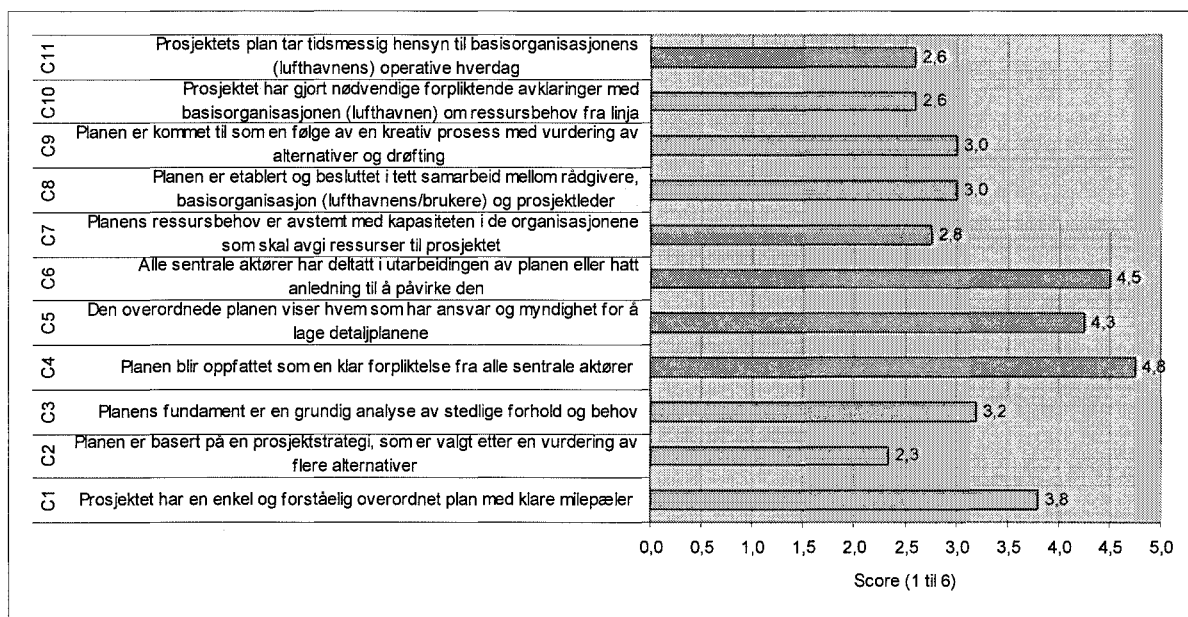 C11
Prosjektets plan tar tidsmessig hensyn til basisorganisasjonens
(lufthavnens) operative hverdag
2,6
C10
Prosjektet har gjort nødvendige forpliktende avklaringer med
basisorganisasjonen (lufthavnen) om ressursbehov fra linja
2,6
C9
Planen er kommet til som en følge av en kreativ prosess med vurdering av
alternativer og drøfting
3,0
C8
Planen er etablert og besluttet i tett samarbeid mellom rådgivere,
basisorganisasjon (lufthavnens/brukere) og prosjektleder
3,0
C7
Planens ressursbehov er avstemt med kapasiteten i de organisasjonene
som skal avgi ressurser til prosjektet
2,8
C6
Alle sentrale aktører har deltatt i utarbeidingen av planen eller hatt
anledning til å påvirke den
4,5
C5
Den overordnede planen viser hvem som har ansvar og myndighet for å
lage detaljplanene
4,3
C4
Planen blir oppfattet som en klar forpliktelse fra alle sentrale aktører
4,8
C3
Planens fundament er en grundig analyse av stedlige forhold og behov
3,2
C2
Planen er basert på en prosjektstrategi, som er valgt etter en vurdering av
flere alternativer
2,3
C1
Prosjektet har en enkel og forståelig overordnet plan med klare milepæler
3,8
0,0 0,5 1,0 1,5 2,0 2,5 3,0 3,5 4,0 4,5 5,0
Score (1 til 6)